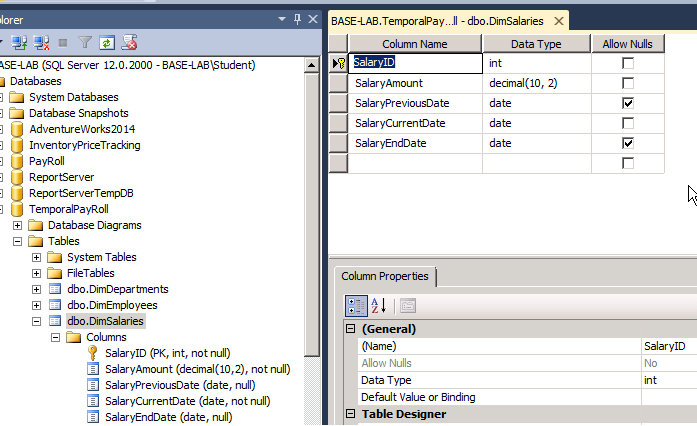 plorer
BASE-LAB (SQL Server 12.0.2000 - BASE-LAB\Student)
Databases
System Databases
Database Snapshots
AdventureWorks2014
InventoryPriceTracking
PayRoll
ReportServer
ReportServerTempDB
TemporalPayRoll
Database Diagrams
Tables
System Tables
FileTables
dbo.DimDepartments
dbo.DimEmployees
dbo.DimSalaries
Columns
SalaryID (PK, int, not null)
SalaryAmount (decimal(10,2), not null)
SalaryPreviousDate (date, null)
SalaryCurrentDate (date, not null)
SalaryEndDate (date, null)
BASE-LAB.TemporalPay...ll - dbo.DimSalaries
Column Name Data Type Allow Nulls
SalaryID int
SalaryAmount decimal(10, 2)
SalaryPreviousDate date
SalaryCurrentDate date
SalaryEndDate date
Column Properties
(General)
(Name) SalaryID
Allow Nulls No
Data Type int
Default Value or Binding
Table Designer